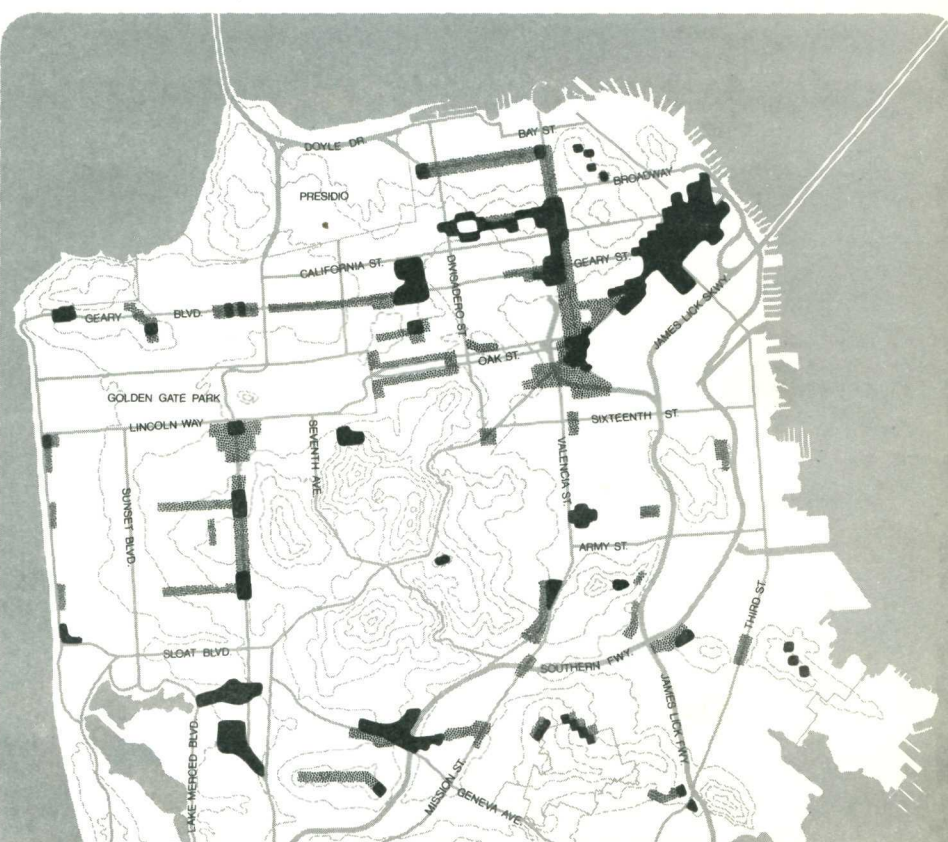 DOYLE DR.
BAY ST.
BROADWAY
PRESIDIO
CALIFORNIA ST.
DIVISADERO ST.
GEARY ST.
JAMES LICK SKWY.
GEARY BLVD.
OAK ST.
GOLDEN GATE PARK
LINCOLN WAY
SIXTEENTH ST.
SEVENTH AVE.
VALENCIA ST.
SUNSET BLVD.
ARMY ST.
THIRD ST.
SLOAT BLVD.
SOUTHERN FWY.
JAMES LICK FWY.
LAKE MERCED BLVD.
MISSION ST.
GENEVA AVE.